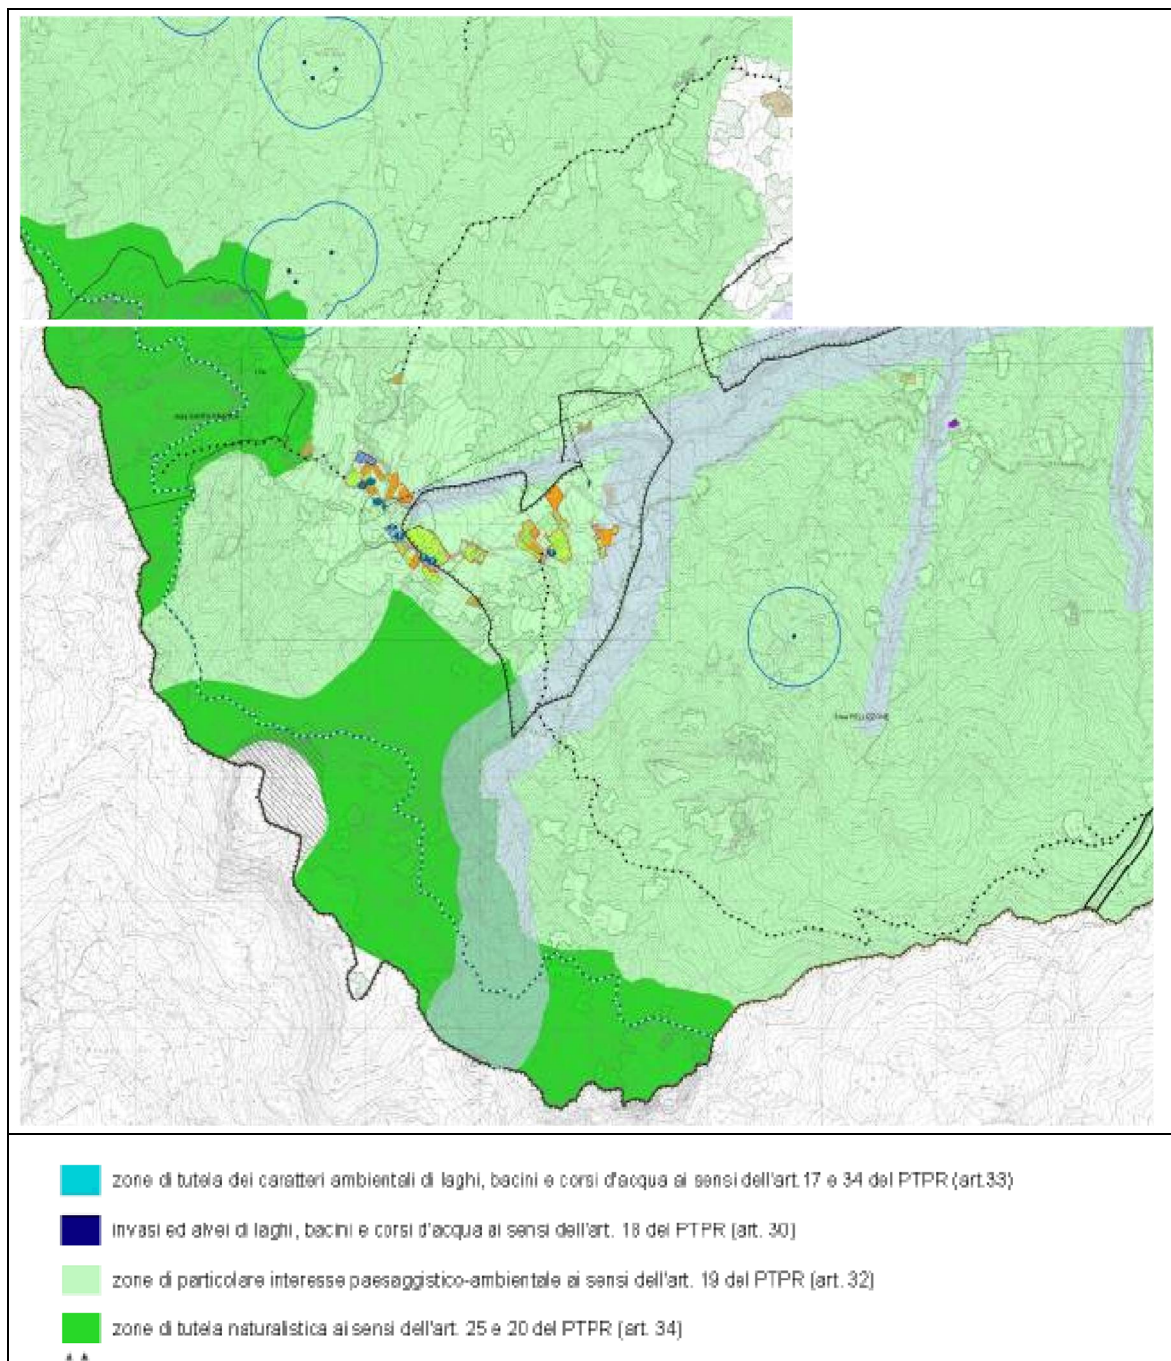 zone di tutela dei caratteri ambientali di laghi, bacini e corsi d'acqua ai sensi dell'art.17 e 34 del PTPR (art.33)
invasi ed alvei di laghi, bacini e corsi d'acqua ai sensi dell'art. 18 del PTPR (art. 30)
zone di particolare interesse paesaggistico-ambientale ai sensi dell'art. 19 del PTPR (art. 32)
zone di tutela naturalistica ai sensi dell'art. 25 e 20 del PTPR (art. 34)